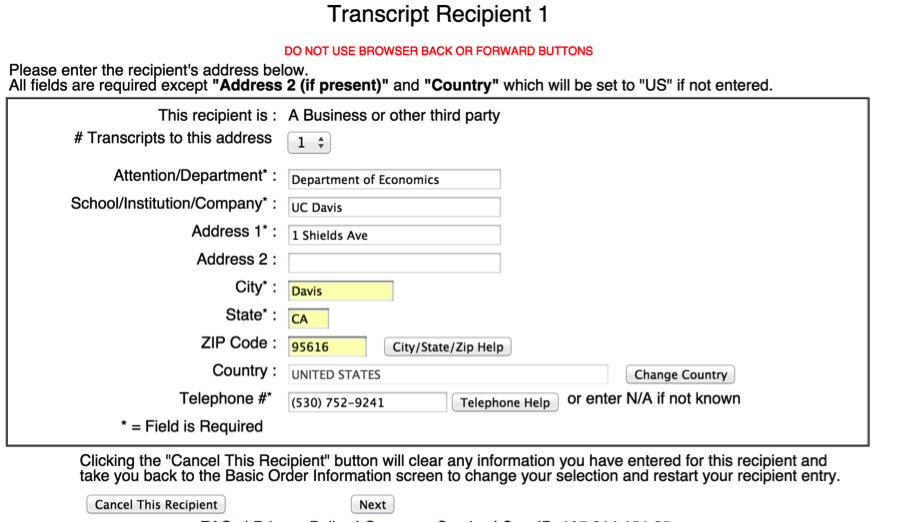 Transcript Recipient 1
DO NOT USE BROWSER BACK OR FORWARD BUTTONS
Please enter the recipient's address below.
All fields are required except "Address 2 (if present)" and "Country" which will be set to "US" if not entered.
This recipient is : A Business or other third party
# Transcripts to this address 1
Attention/Department* : Department of Economics
School/Institution/Company* : UC Davis
Address 1* : 1 Shields Ave
Address 2 :
City* : Davis
State* : CA
ZIP Code : 95616 City/State/Zip Help
Country : UNITED STATES Change Country
Telephone #* (530) 752-9241 Telephone Help or enter N/A if not known
* = Field is Required
Clicking the "Cancel This Recipient" button will clear any information you have entered for this recipient and
take you back to the Basic Order Information screen to change your selection and restart your recipient entry.
Cancel This Recipient Next